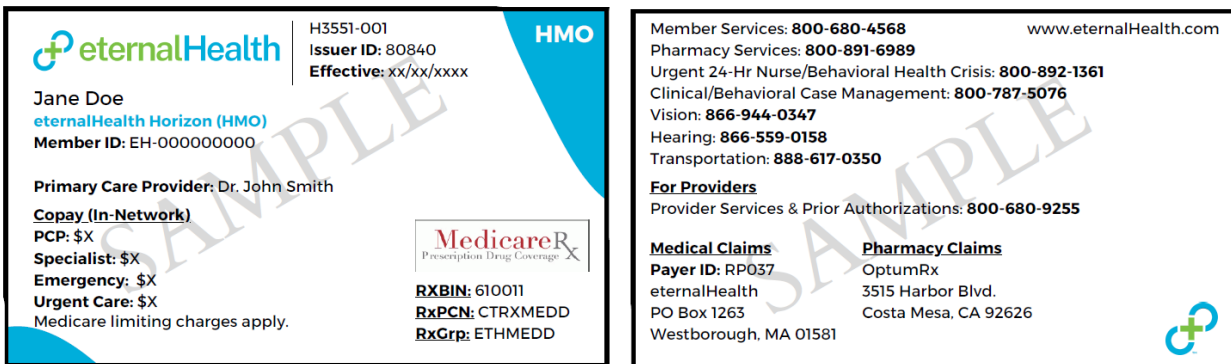 eternalHealth
H3551-001
Issuer ID: 80840
Effective: xx/xx/xxxx
HMO
Jane Doe
eternalHealth Horizon (HMO)
Member ID: EH-000000000
Primary Care Provider: Dr. John Smith
Copay (In-Network)
PCP: $X
Specialist: $X
Emergency: $X
Urgent Care: $X
Medicare limiting charges apply.
MedicareRx
Prescription Drug Coverage
RXBIN: 610011
RxPCN: CTRXMEDD
RxGrp: ETHMEDD
SAMPLE
Member Services: 800-680-4568
www.eternalHealth.com
Pharmacy Services: 800-891-6989
Urgent 24-Hr Nurse/Behavioral Health Crisis: 800-892-1361
Clinical/Behavioral Case Management: 800-787-5076
Vision: 866-944-0347
Hearing: 866-559-0158
Transportation: 888-617-0350
For Providers
Provider Services & Prior Authorizations: 800-680-9255
Medical Claims
Payer ID: RP037
eternalHealth
PO Box 1263
Westborough, MA 01581
Pharmacy Claims
OptumRx
3515 Harbor Blvd.
Costa Mesa, CA 92626
SAMPLE